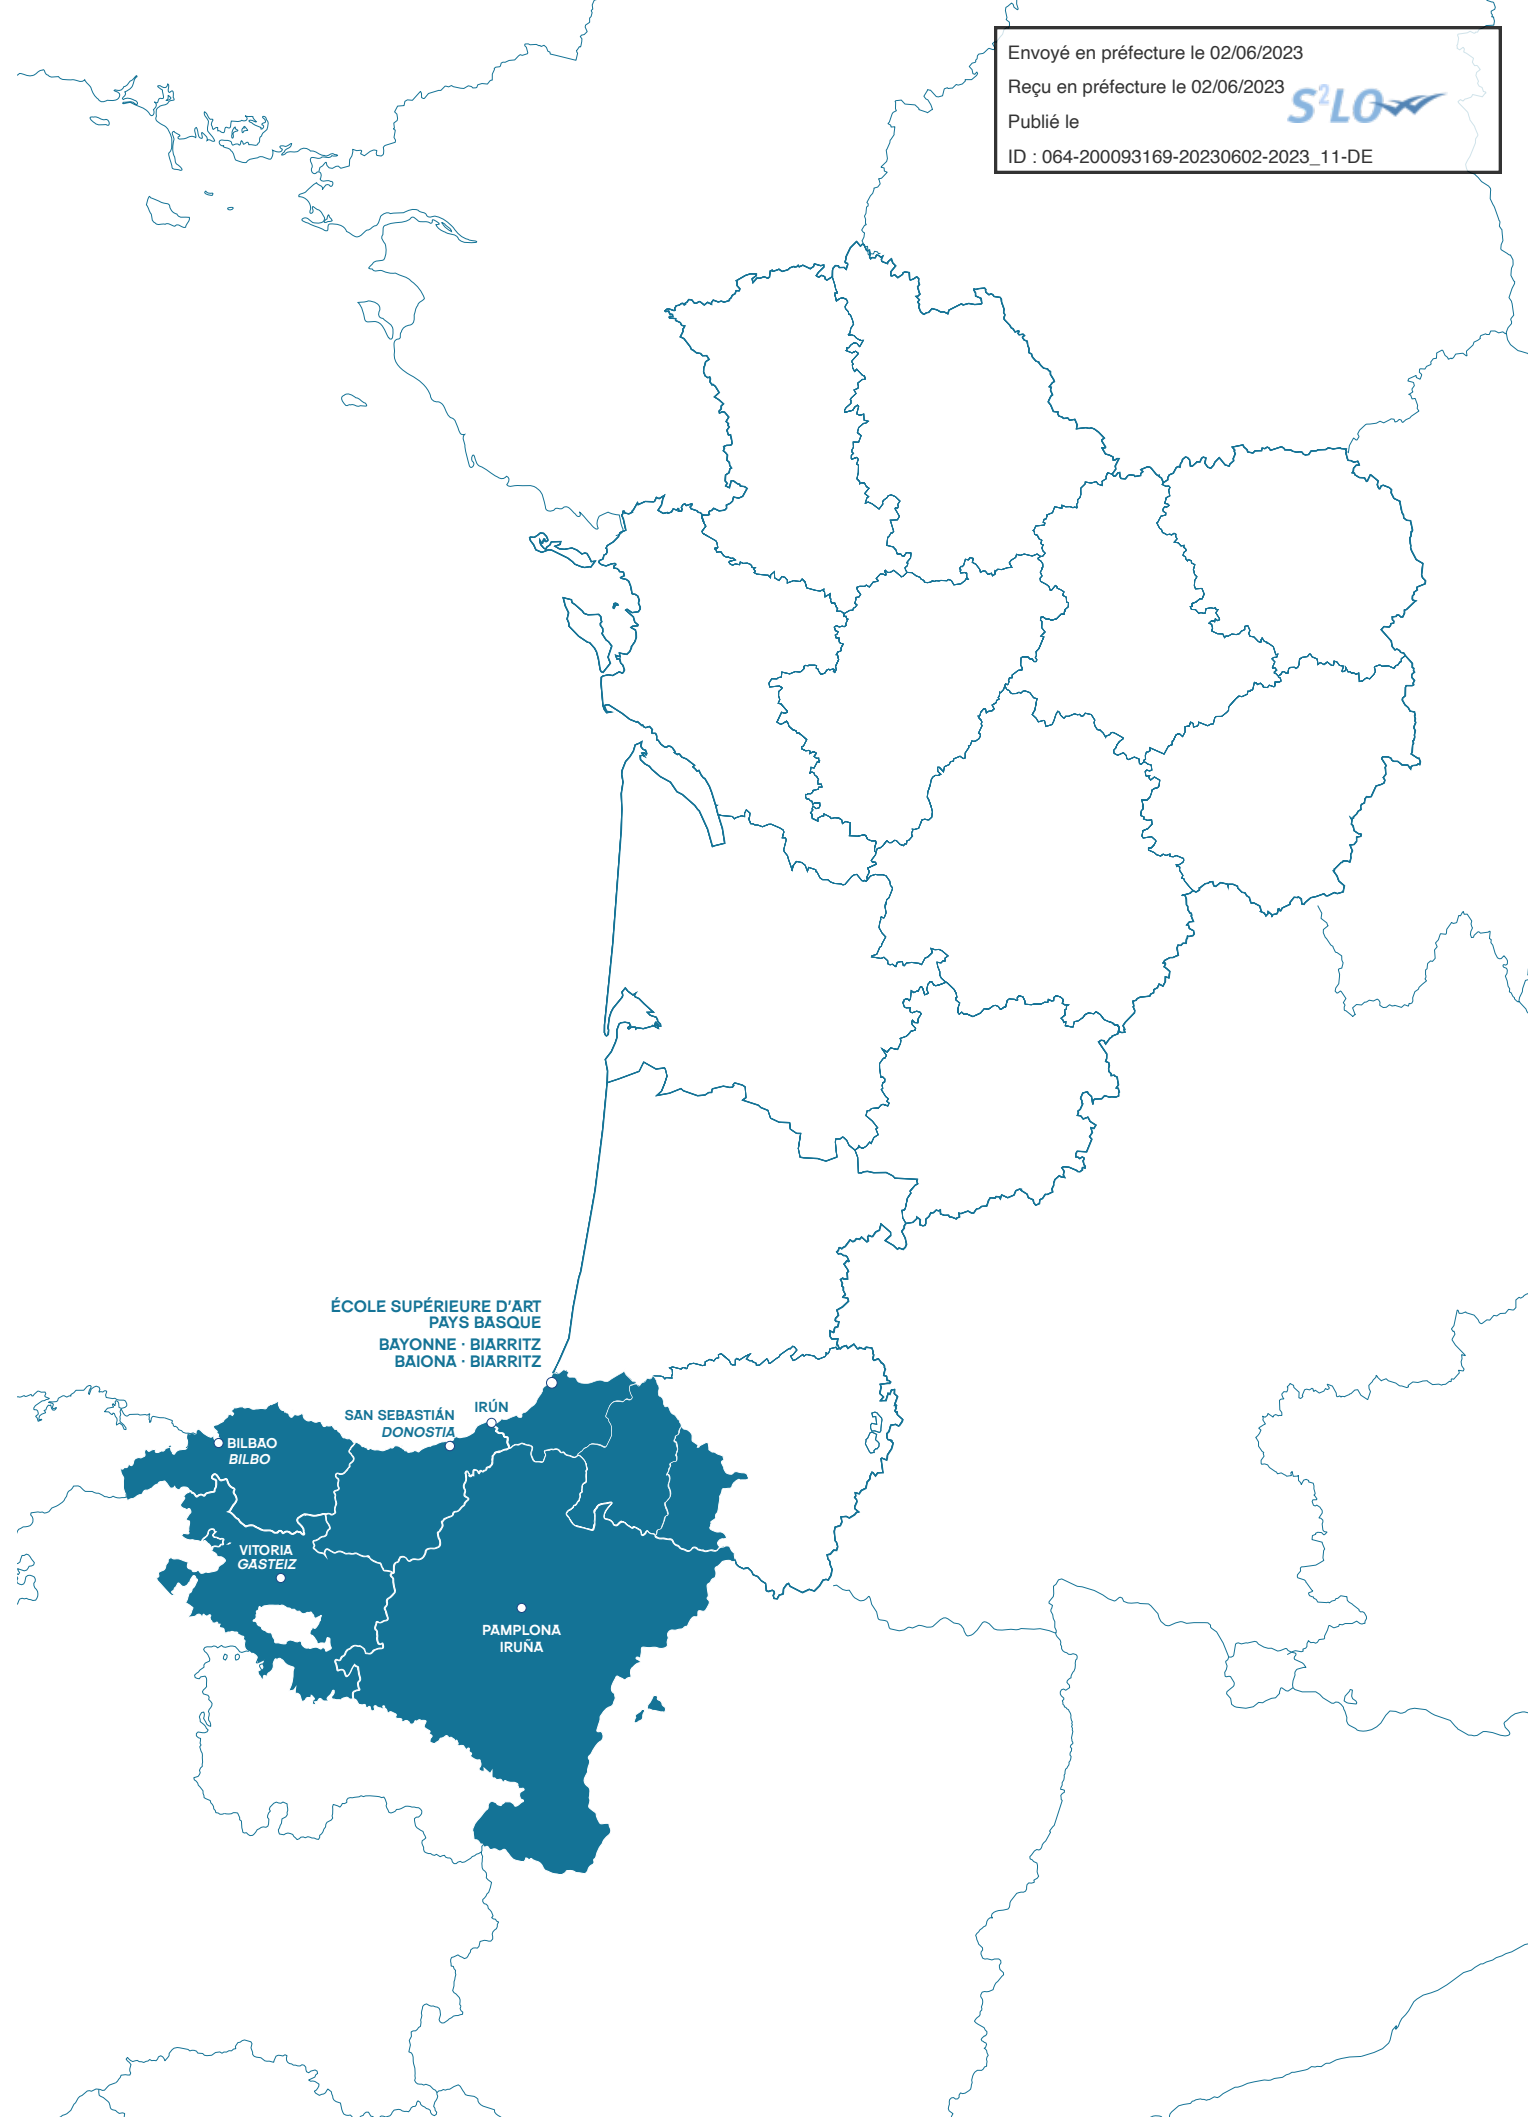 Envoyé en préfecture le 02/06/2023
Reçu en préfecture le 02/06/2023
S²LO
Publié le
ID : 064-200093169-20230602-2023_11-DE
ÉCOLE SUPÉRIEURE D'ART
PAYS BASQUE
BAYONNE · BIARRITZ
BAIONA · BIARRITZ
IRÚN
SAN SEBASTIÁN
DONOSTIA
BILBAO
BILBO
VITORIA
GASTEIZ
PAMPLONA
IRUÑA